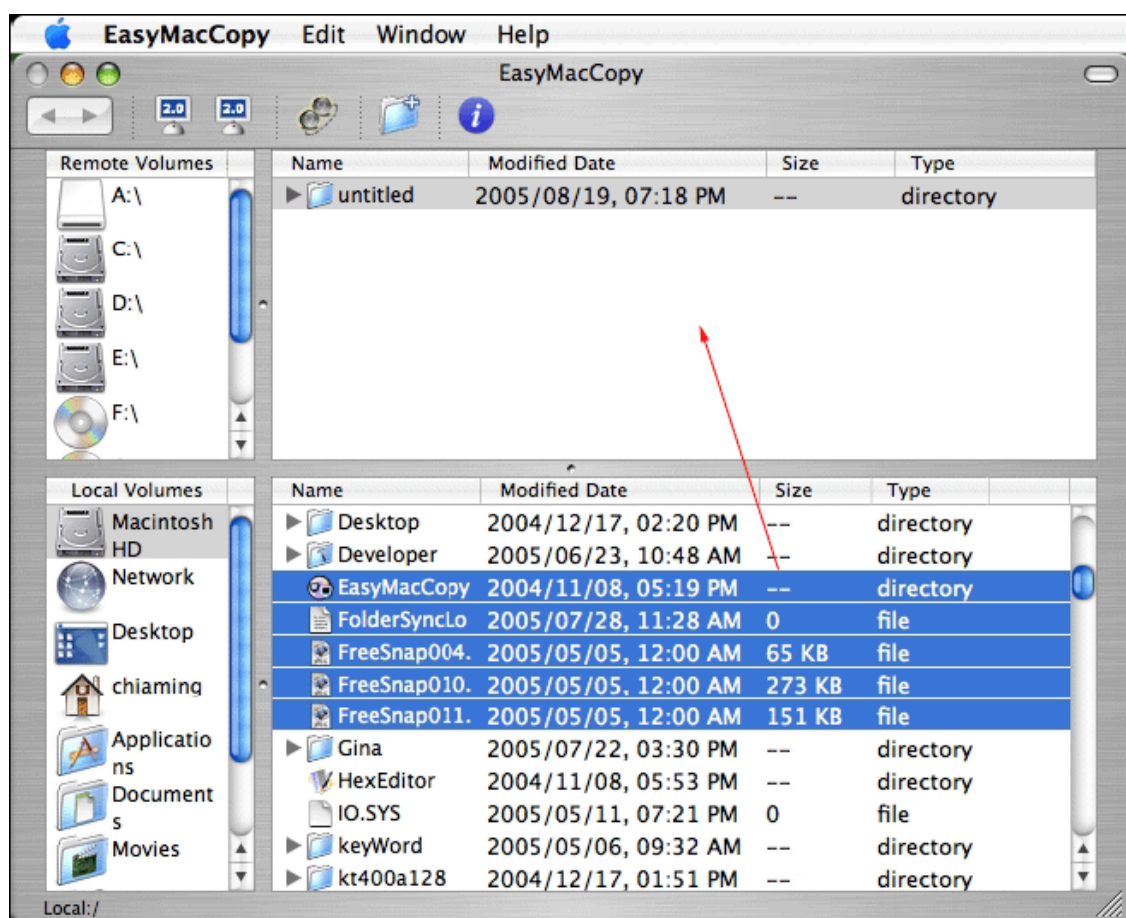 EasyMacCopy Edit Window Help
EasyMacCopy
2.0 2.0 i
Remote Volumes Name Modified Date Size Type
A:\ untitled 2005/08/19, 07:18 PM -- directory
C:\
D:\
E:\
F:\
Local Volumes Name Modified Date Size Type
Macintosh HD
Network
Desktop
chiaming
Applicatio
ns
Document
s
Movies
Desktop 2004/12/17, 02:20 PM -- directory
Developer 2005/06/23, 10:48 AM -- directory
EasyMacCopy 2004/11/08, 05:19 PM -- directory
FolderSyncLo 2005/07/28, 11:28 AM 0 file
FreeSnap004. 2005/05/05, 12:00 AM 65 KB file
FreeSnap010. 2005/05/05, 12:00 AM 273 KB file
FreeSnap011. 2005/05/05, 12:00 AM 151 KB file
Gina 2005/07/22, 03:30 PM -- directory
HexEditor 2004/11/08, 05:53 PM -- directory
IO.SYS 2005/05/11, 07:21 PM 0 file
keyWord 2005/05/06, 09:32 AM -- directory
kt400a128 2004/12/17, 01:51 PM -- directory
Local:/